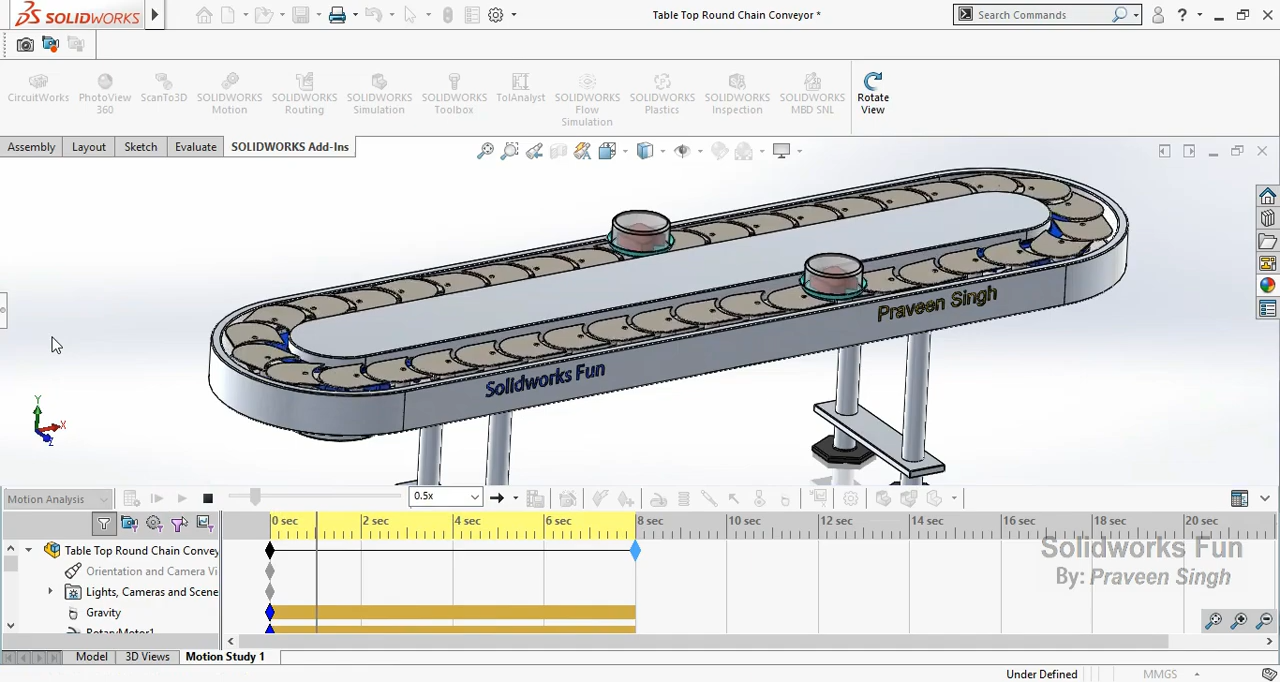 SOLIDWORKS
Table Top Round Chain Conveyor *
Search Commands
?
CircuitWorks
PhotoView
360
ScanTo3D
SOLIDWORKS
Motion
SOLIDWORKS
Routing
SOLIDWORKS
Simulation
SOLIDWORKS
Toolbox
TolAnalyst
SOLIDWORKS
Flow
Simulation
SOLIDWORKS
Plastics
SOLIDWORKS
Inspection
SOLIDWORKS
MBD SNL
Rotate
View
Assembly
Layout
Sketch
Evaluate
SOLIDWORKS Add-Ins
Praveen Singh
Solidworks Fun
Y
X
Z
Motion Analysis
0.5x
0 sec
2 sec
4 sec
6 sec
8 sec
10 sec
12 sec
14 sec
16 sec
18 sec
20 sec
Table Top Round Chain Convey
Orientation and Camera Vi
Lights, Cameras and Scene
Gravity
RotaryMotor1
Solidworks Fun
By: Praveen Singh
Model
3D Views
Motion Study 1
Under Defined
MMGS